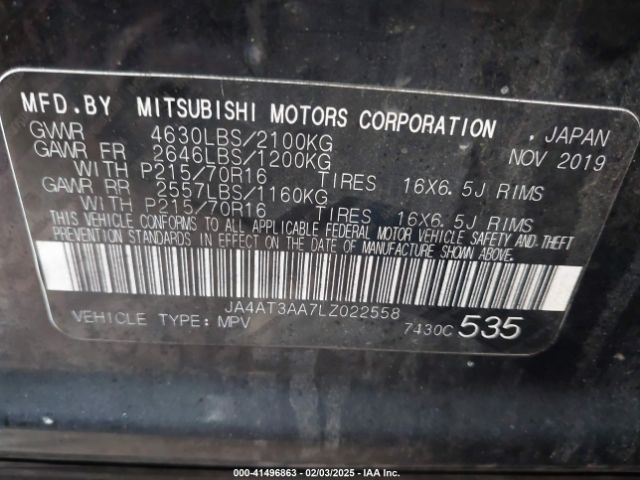 MFD.BY MITSUBISHI MOTORS CORPORATION, JAPAN
GVWR 4630LBS/2100KG NOV 2019
GAWR FR 2646LBS/1200KG
WITH P215/70R16 TIRES 16X6.5J RIMS
GAWR RR 2557LBS/1160KG
WITH P215/70R16 TIRES 16X6.5J RIMS
THIS VEHICLE CONFORMS TO ALL APPLICABLE FEDERAL MOTOR VEHICLE SAFETY AND THEFT
PREVENTION STANDARDS IN EFFECT ON THE DATE OF MANUFACTURE SHOWN ABOVE.
JA4AT3AA7LZ022558
VEHICLE TYPE: MPV 7430C 535
000-41496863 - 02/03/2025 - IAA Inc.